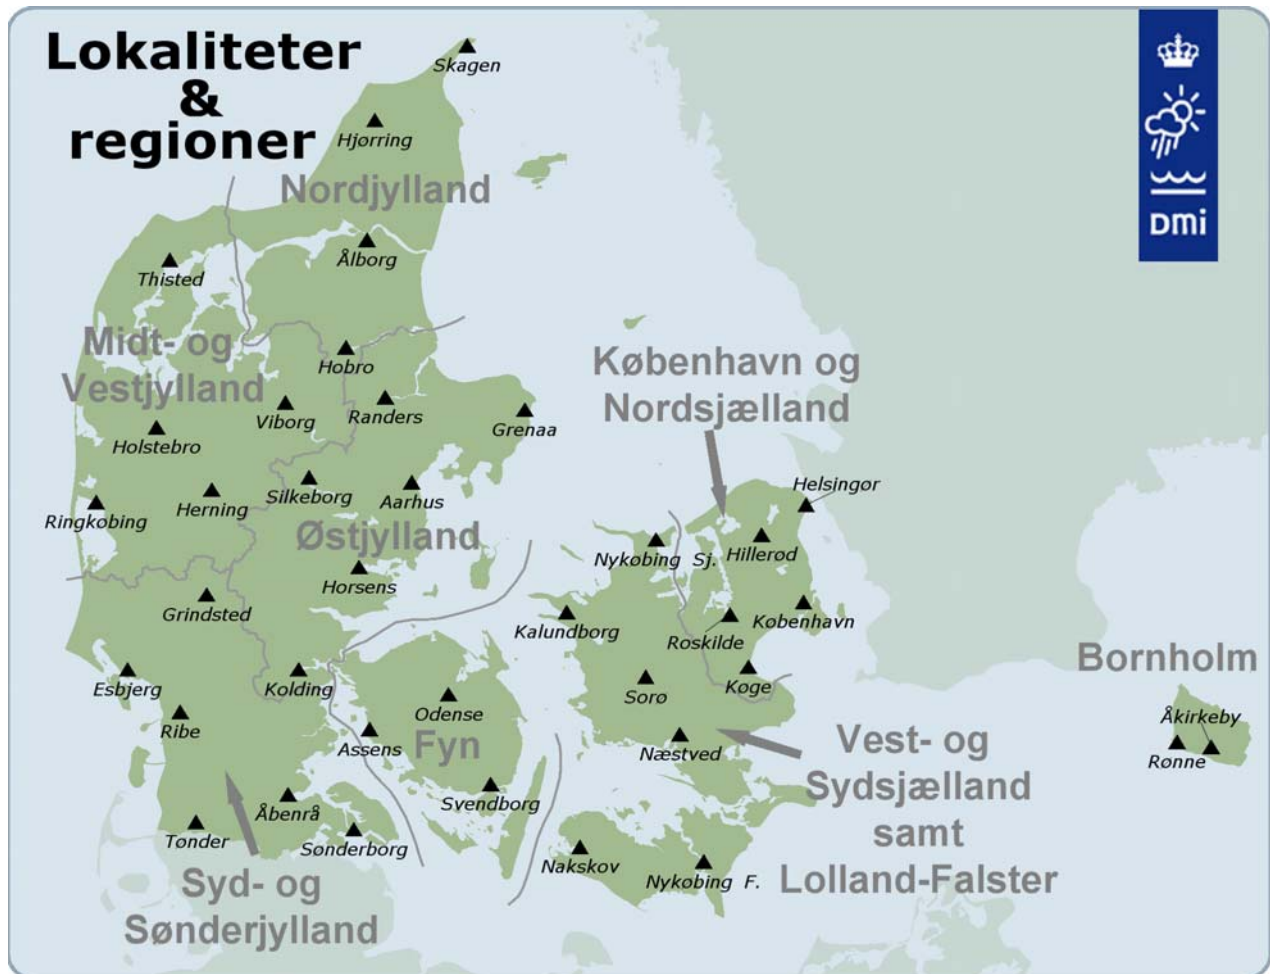 Lokaliteter
&
regioner
Skagen
Hjørring
Nordjylland
DMi
Ålborg
Thisted
Midt- og
Vestjylland
Hobro
København og
Nordsjælland
Viborg
Randers
Grenaa
Holstebro
Silkeborg
Aarhus
Herning
Ringkøbing
Helsingør
Østjylland
Nykøbing Sj.
Hillerød
Horsens
Grindsted
Kalundborg
København
Roskilde
Bornholm
Esbjerg
Kolding
Sorø
Køge
Odense
Ribe
Assens
Fyn
Næstved
Åkirkeby
Rønne
Vest- og
Sydsjælland
samt
Lolland-Falster
Svendborg
Åbenrå
Tønder
Sønderborg
Nakskov
Nykøbing F.
Syd- og
Sønderjylland